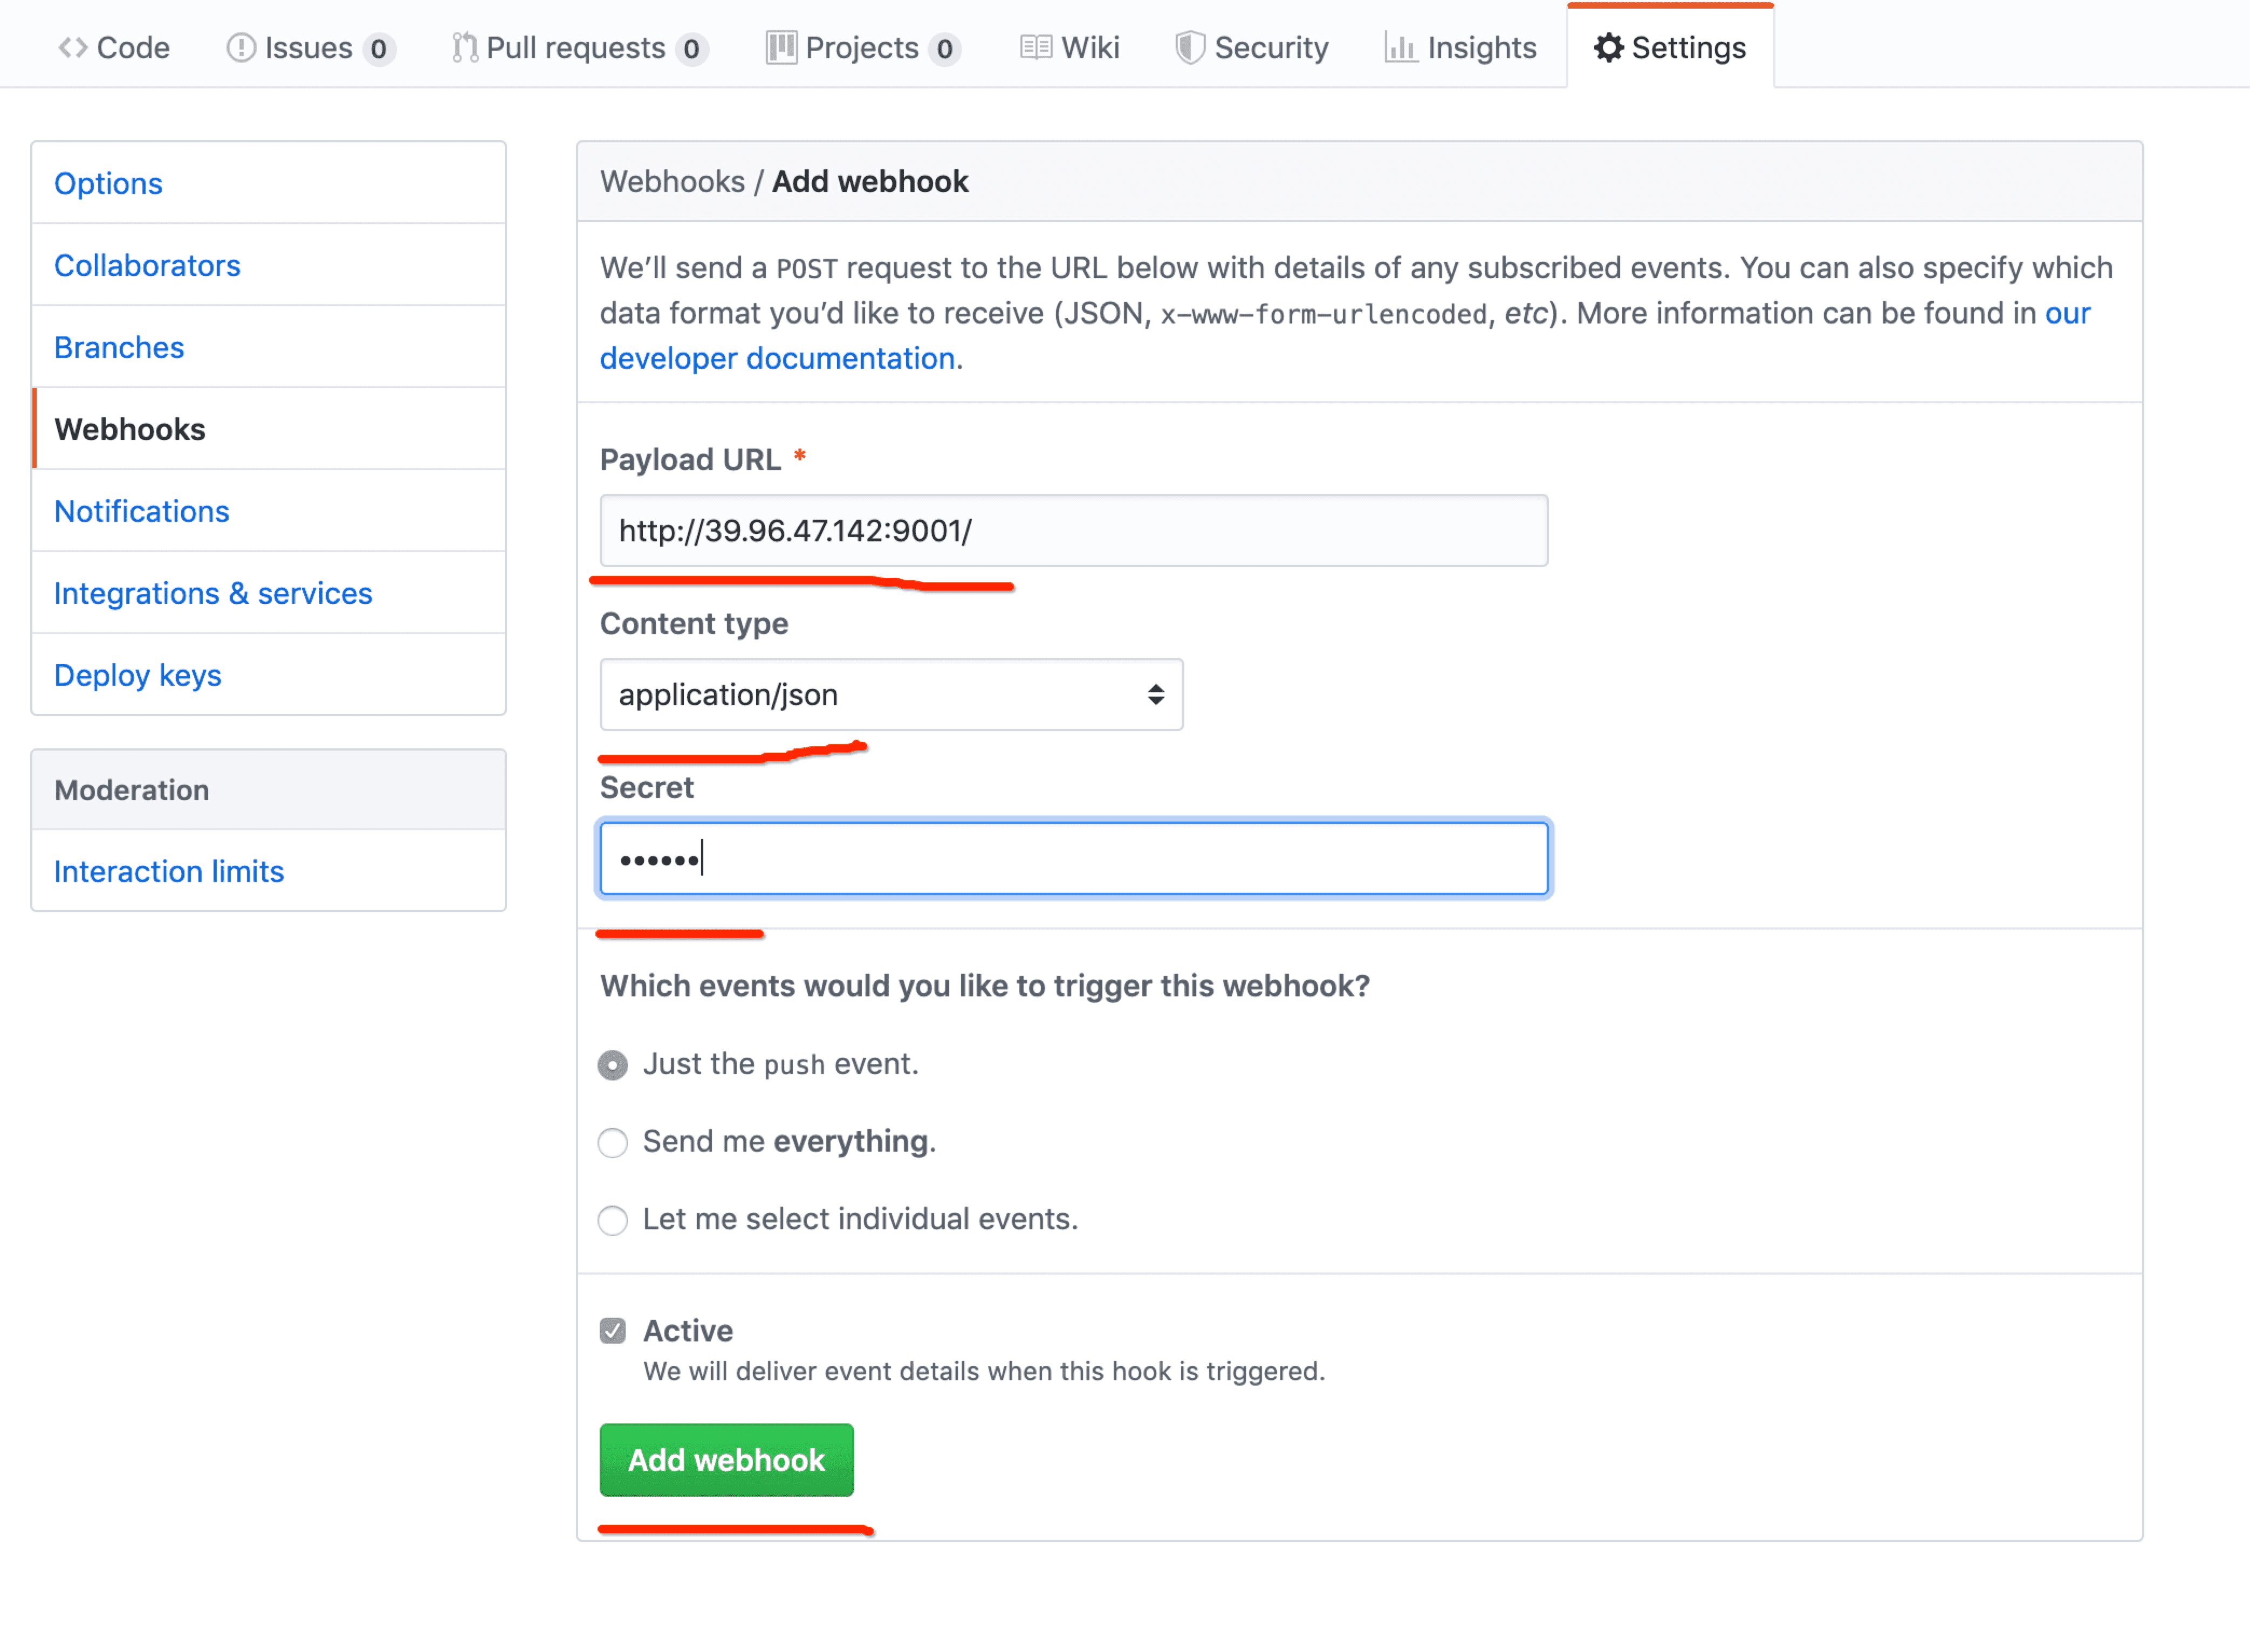 Code Issues 0 Pull requests 0 Projects 0 Wiki Security Insights Settings
Options
Collaborators
Branches
Webhooks
Notifications
Integrations & services
Deploy keys
Moderation
Interaction limits
Webhooks / Add webhook
We’ll send a POST request to the URL below with details of any subscribed events. You can also specify which
data format you’d like to receive (JSON, x-www-form-urlencoded, etc). More information can be found in our
developer documentation.
Payload URL *
http://39.96.47.142:9001/
Content type
application/json
Secret
••••••
Which events would you like to trigger this webhook?
Just the push event.
Send me everything.
Let me select individual events.
Active
We will deliver event details when this hook is triggered.
Add webhook